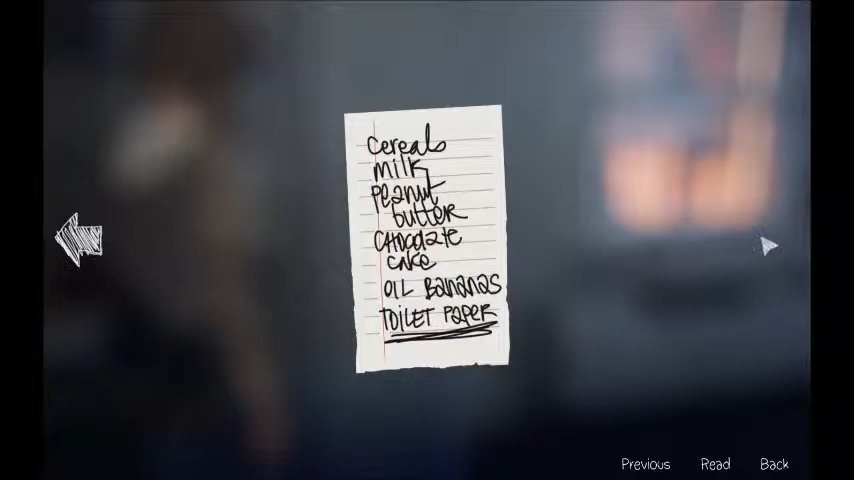 cereals
milk
peanut
butter
CHOCOlATE
CAKE
OIL BANANAS
TOILET PAPER
Previous Read Back